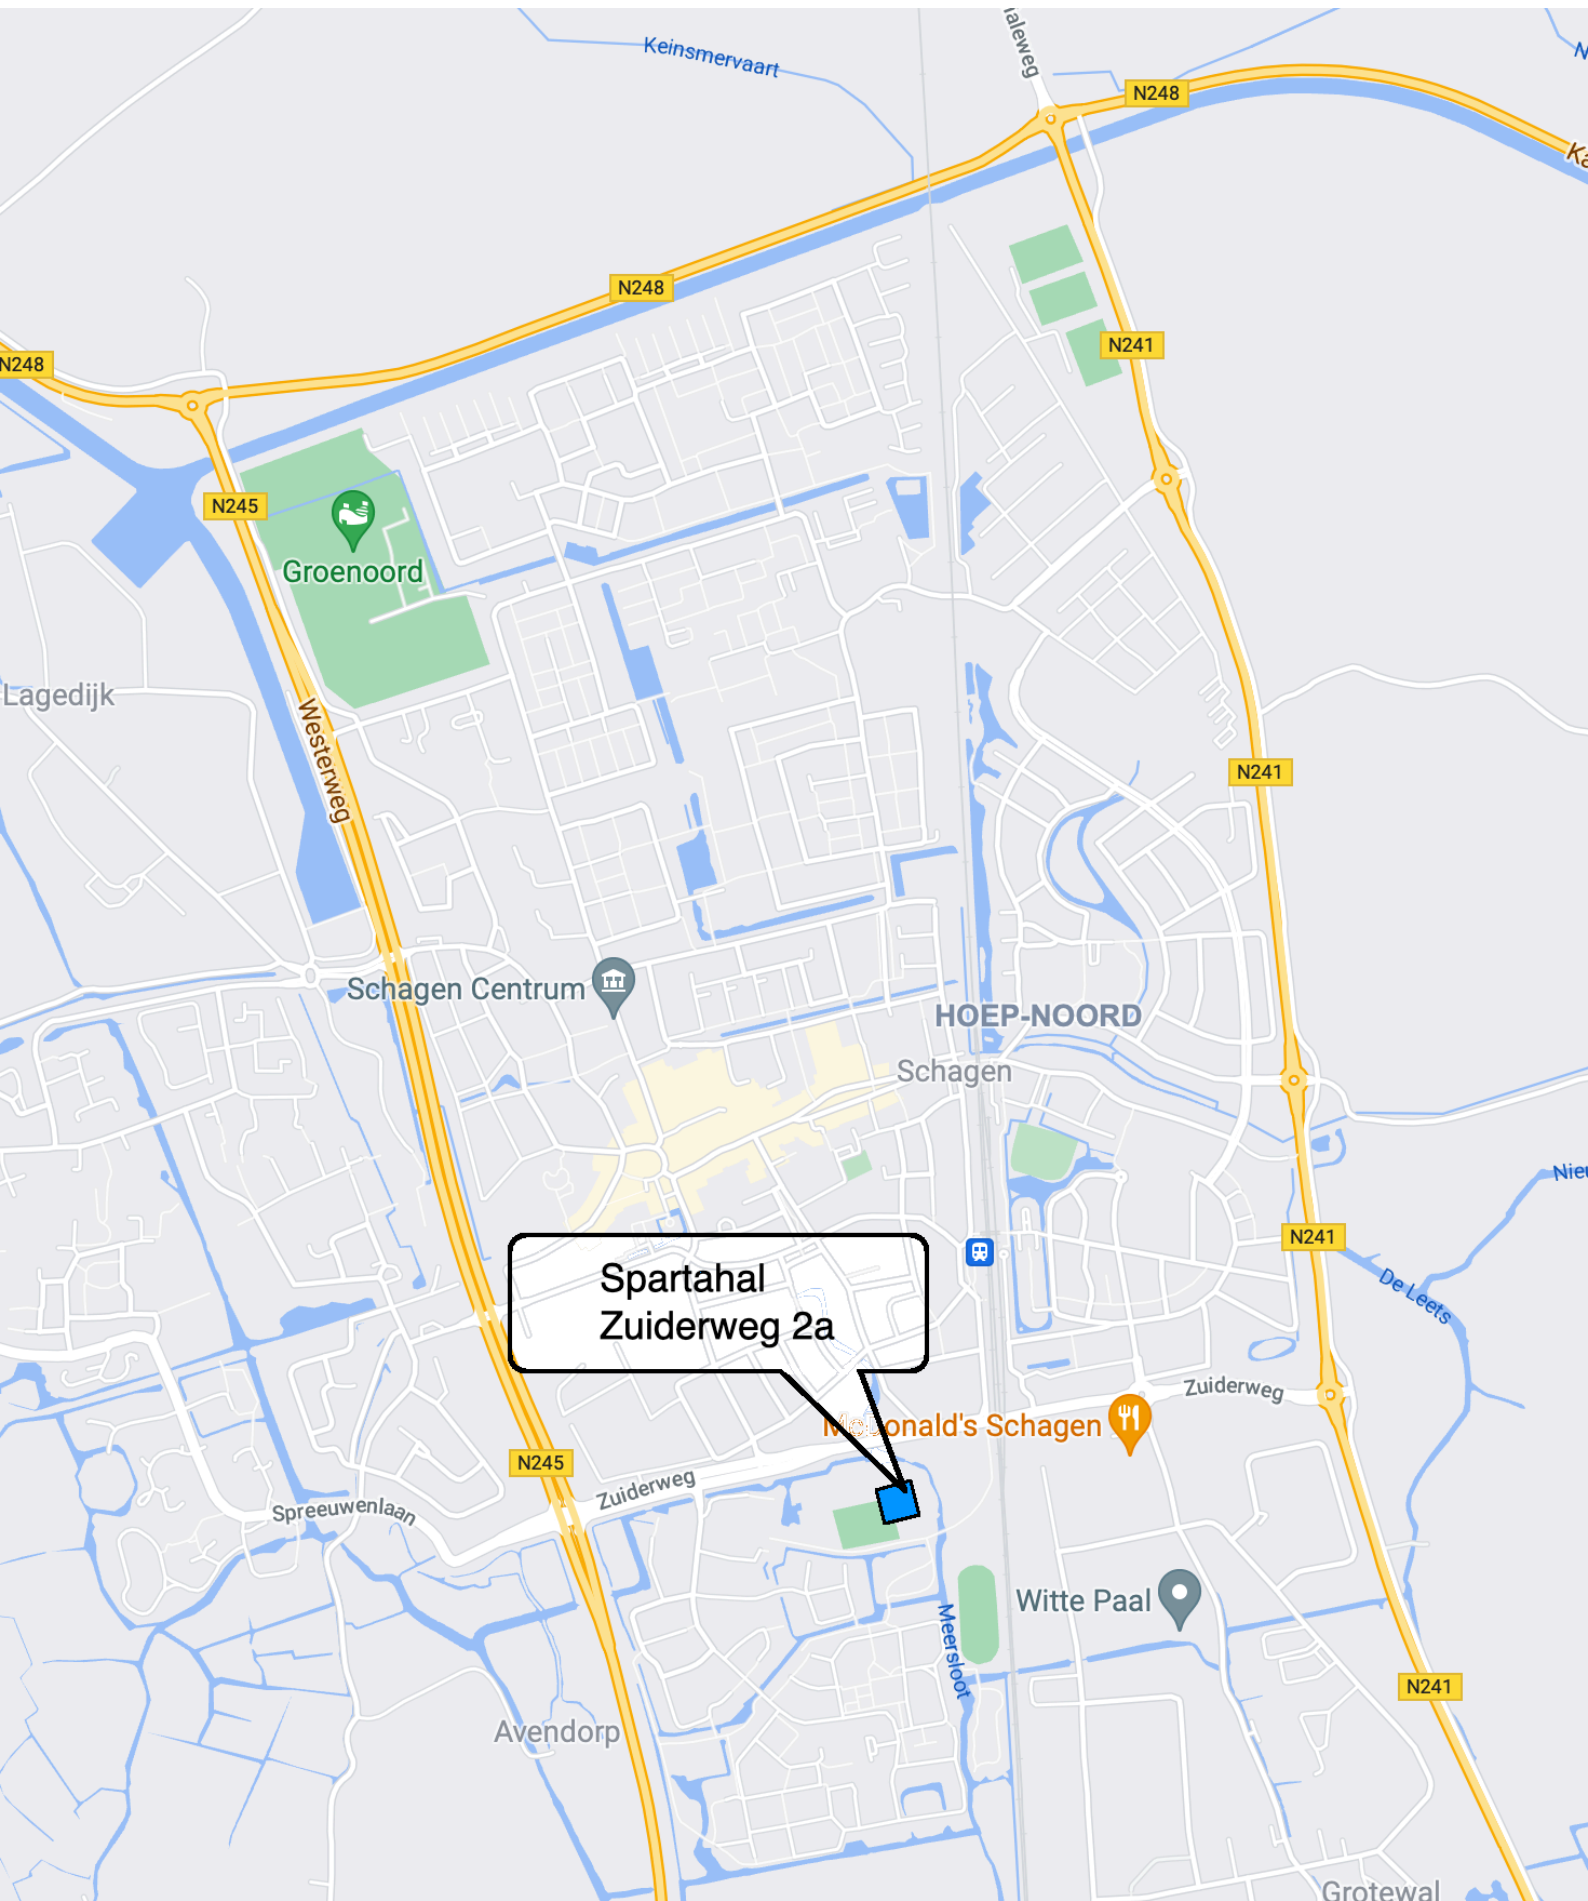 Keinsmervaart
N248
N248
N248
N241
N245
Groenoord
Lagedijk
Westerweg
N241
Schagen Centrum
HOEP-NOORD
Schagen
N241
De Leets
Spartahal
Zuiderweg 2a
Zuiderweg
McDonald's Schagen
N245
Zuiderweg
Spreeuwenlaan
Witte Paal
Meersloot
N241
Avendorp
Grotewal